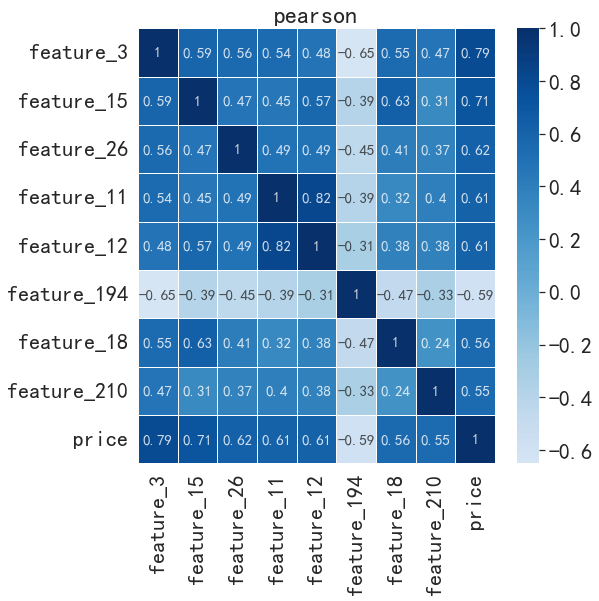 pearson
feature_3 1 0.59 0.56 0.54 0.48 −0.65 0.55 0.47 0.79
feature_15 0.59 1 0.47 0.45 0.57 −0.39 0.63 0.31 0.71
feature_26 0.56 0.47 1 0.49 0.49 −0.45 0.41 0.37 0.62
feature_11 0.54 0.45 0.49 1 0.82 −0.39 0.32 0.4 0.61
feature_12 0.48 0.57 0.49 0.82 1 −0.31 0.38 0.38 0.61
feature_194 −0.65 −0.39 −0.45 −0.39 −0.31 1 −0.47 −0.33 −0.59
feature_18 0.55 0.63 0.41 0.32 0.38 −0.47 1 0.24 0.56
feature_210 0.47 0.31 0.37 0.4 0.38 −0.33 0.24 1 0.55
price 0.79 0.71 0.62 0.61 0.61 −0.59 0.56 0.55 1
feature_3
feature_15
feature_26
feature_11
feature_12
feature_194
feature_18
feature_210
price
1.0
0.8
0.6
0.4
0.2
0.0
−0.2
−0.4
−0.6